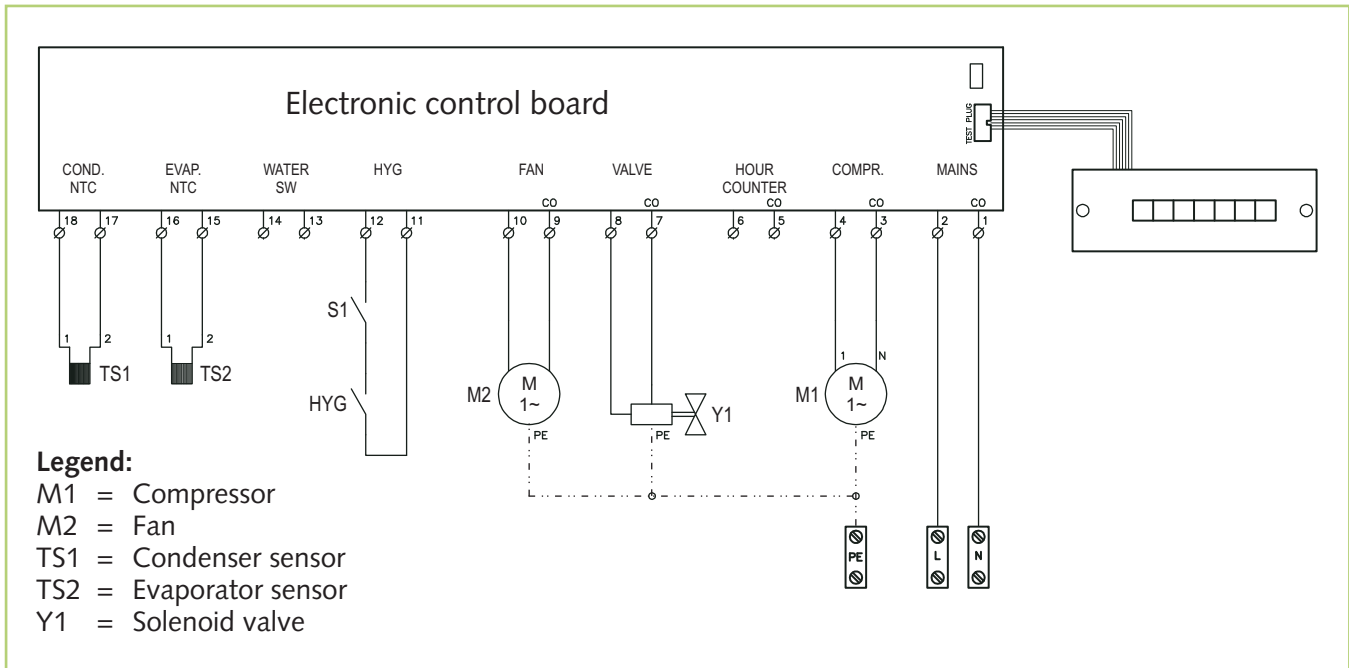 Electronic control board
TEST PLUG
COND. NTC
EVAP. NTC
WATER SW
HYG
FAN
VALVE
HOUR COUNTER
COMPR.
MAINS
CO CO CO CO CO
18 17 16 15 14 13 12 11 10 9 8 7 6 5 4 3 2 1
S1
1 2 TS1
1 2 TS2
HYG
M2 M 1~ PE
PE Y1
1 N
M1 M 1~ PE
PE L N
Legend:
M1 = Compressor
M2 = Fan
TS1 = Condenser sensor
TS2 = Evaporator sensor
Y1 = Solenoid valve